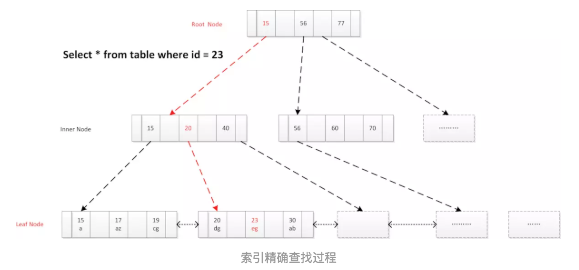 Root Node
15 56 77
Select * from table where id = 23
Inner Node
15 20 40
56 60 70
………
Leaf Node
15 17 19
a az cg
20 23 30
dg eg ab
………
……
索引精确查找过程